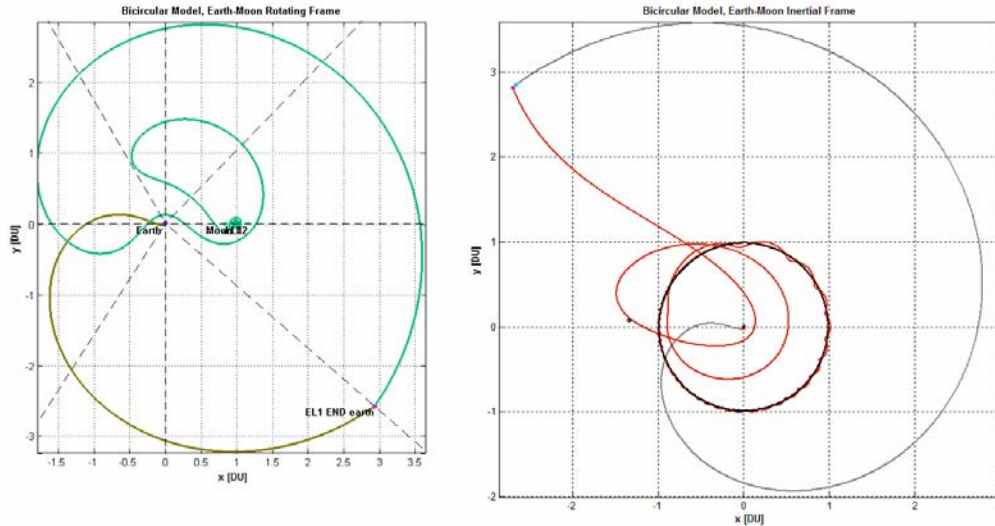 Bicircular Model, Earth-Moon Rotating Frame
y [DU]
2
1
0
-1
-2
-3
Earth
EL1 END earth
-1.5 -1 -0.5 0 0.5 1 1.5 2 2.5 3 3.5
x [DU]
Bicircular Model, Earth-Moon Inertial Frame
y [DU]
3
2
1
0
-1
-2
-2 -1 0 1 2
x [DU]